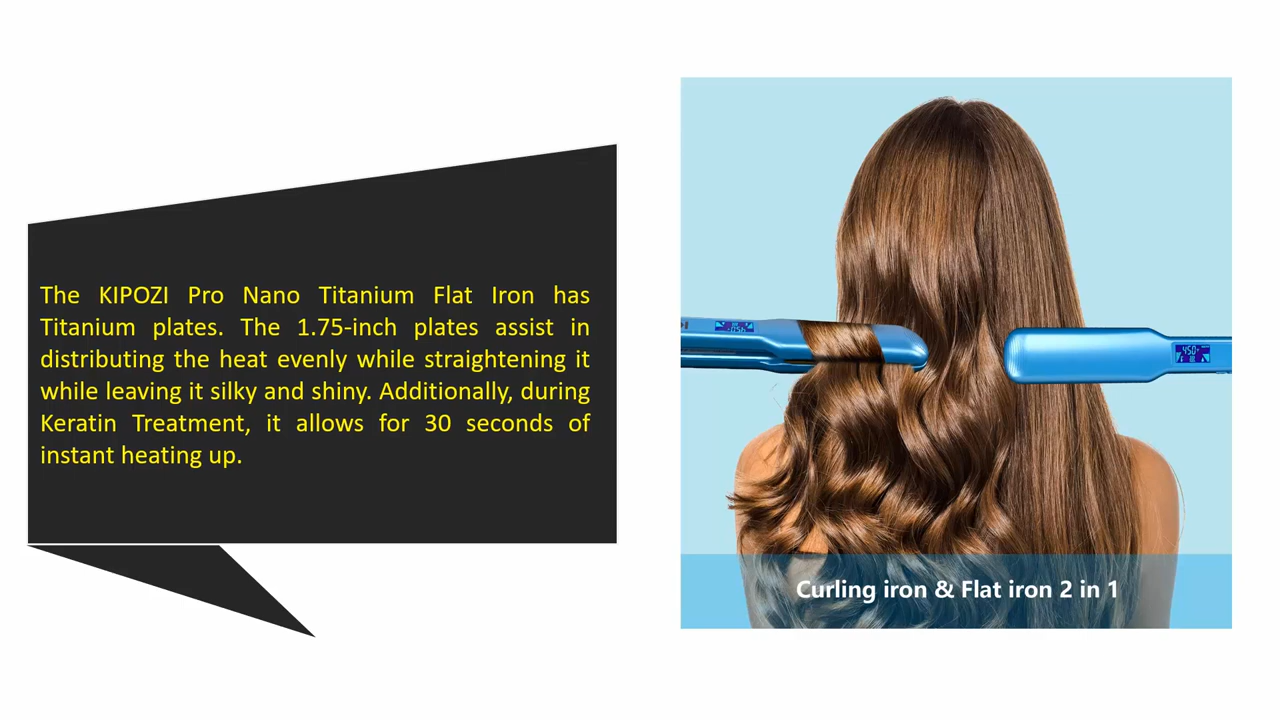 The KIPOZI Pro Nano Titanium Flat Iron has
Titanium plates. The 1.75-inch plates assist in
distributing the heat evenly while straightening it
while leaving it silky and shiny. Additionally, during
Keratin Treatment, it allows for 30 seconds of
instant heating up.
450
Curling iron & Flat iron 2 in 1